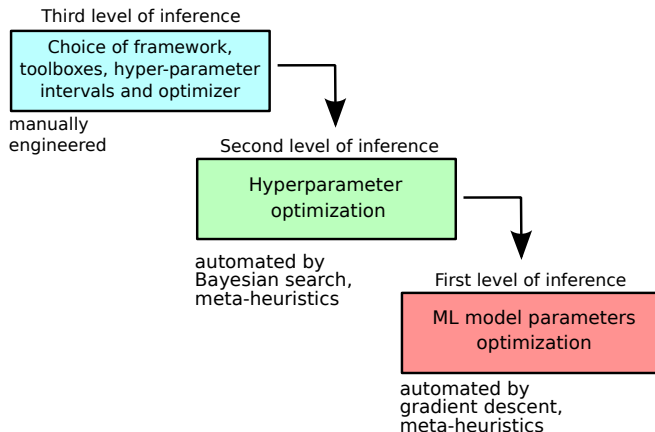 Third level of inference
Choice of framework,
toolboxes, hyper-parameter
intervals and optimizer
manually
engineered
Second level of inference
Hyperparameter
optimization
automated by
Bayesian search,
meta-heuristics
First level of inference
ML model parameters
optimization
automated by
gradient descent,
meta-heuristics